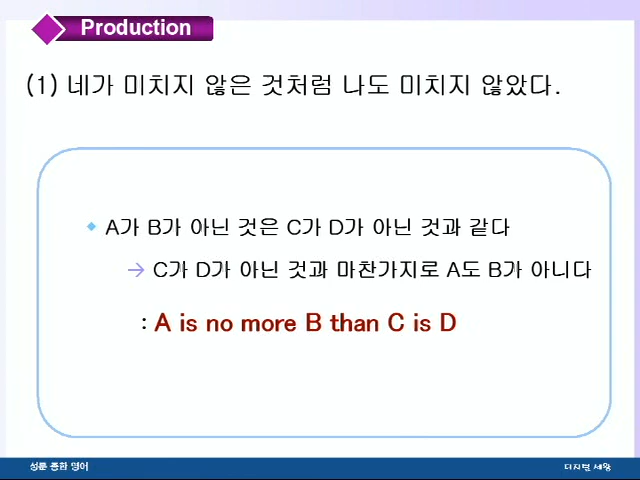 Production
(1) 네가 미치지 않은 것처럼 나도 미치지 않았다.
◆ A가 B가 아닌 것은 C가 D가 아닌 것과 같다
→ C가 D가 아닌 것과 마찬가지로 A도 B가 아니다
: A is no more B than C is D
성문 종합 영어
디지털 세왕